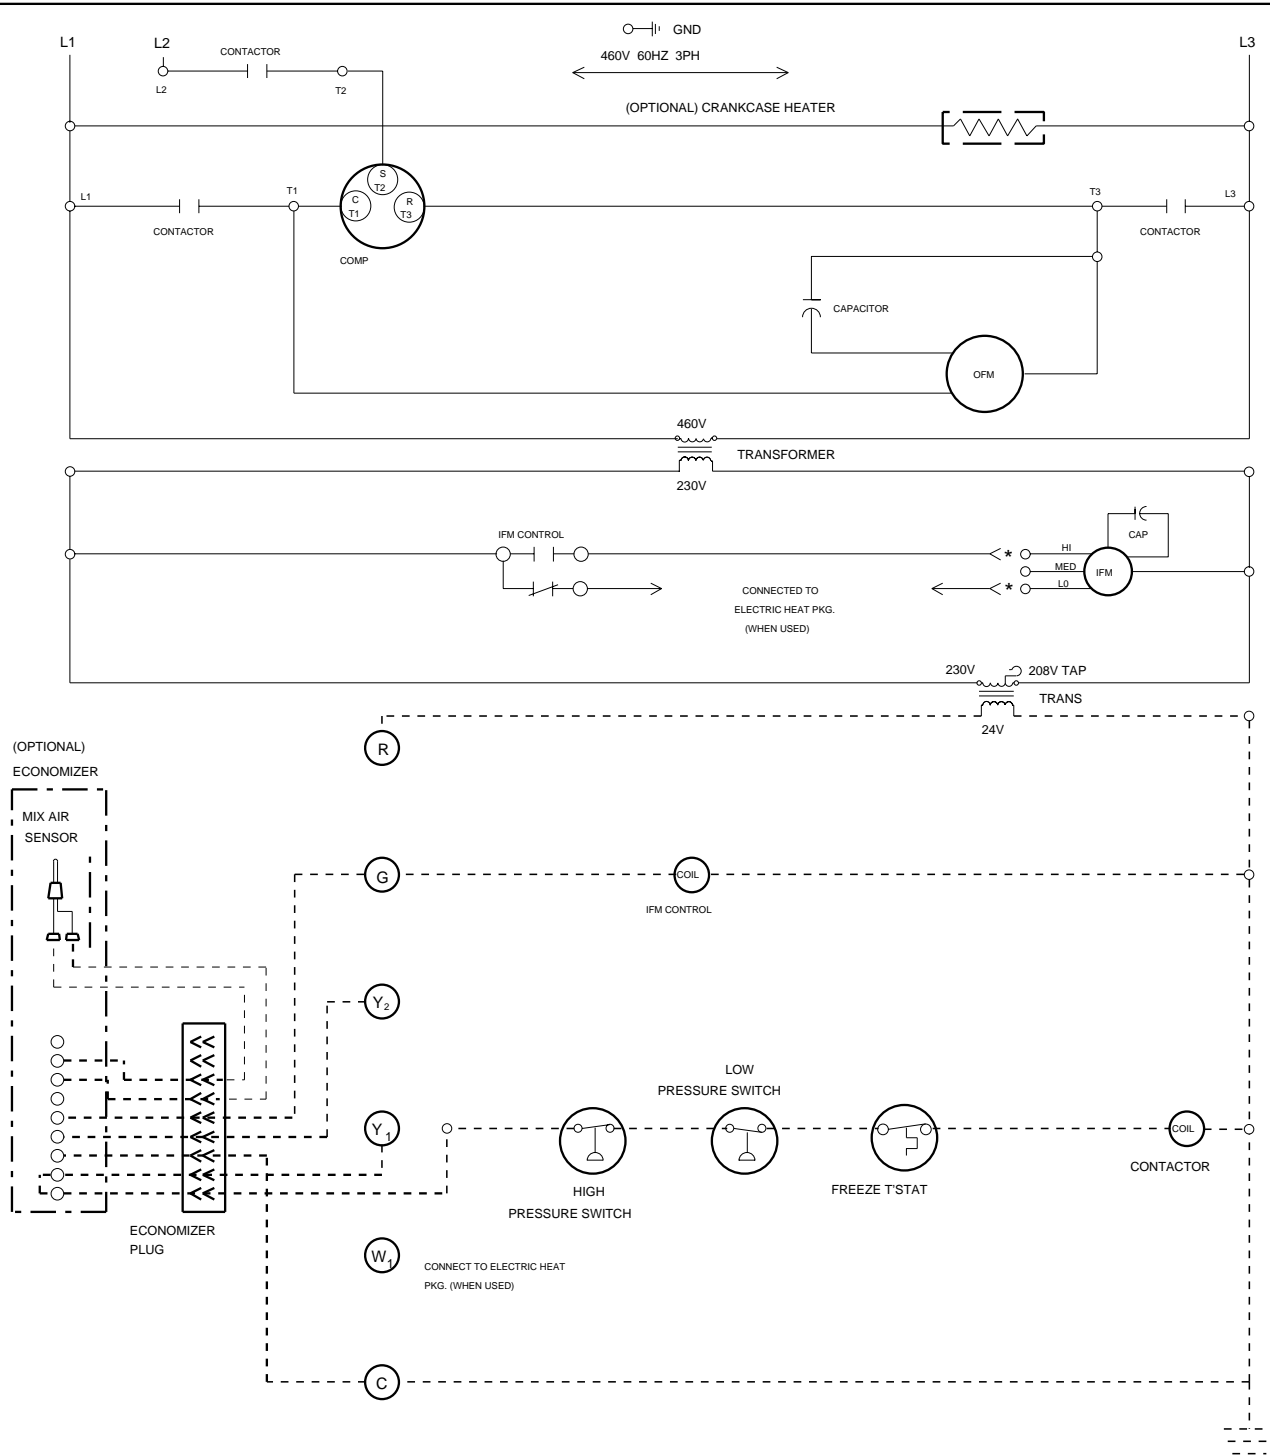 GND
L1
L2
CONTACTOR
460V 60HZ 3PH
L3
L2
T2
(OPTIONAL) CRANKCASE HEATER
S
T2
L1
T1
C
T1
R
T3
T3
L3
CONTACTOR
CONTACTOR
COMP
CAPACITOR
OFM
460V
TRANSFORMER
230V
IFM CONTROL
CAP
* HI
MED
IFM
* L0
CONNECTED TO
ELECTRIC HEAT PKG.
(WHEN USED)
230V
208V TAP
TRANS
24V
R
(OPTIONAL)
ECONOMIZER
MIX AIR
SENSOR
G
COIL
IFM CONTROL
Y2
LOW
PRESSURE SWITCH
Y1
COIL
CONTACTOR
HIGH
PRESSURE SWITCH
FREEZE T'STAT
ECONOMIZER
PLUG
W1
CONNECT TO ELECTRIC HEAT
PKG. (WHEN USED)
C